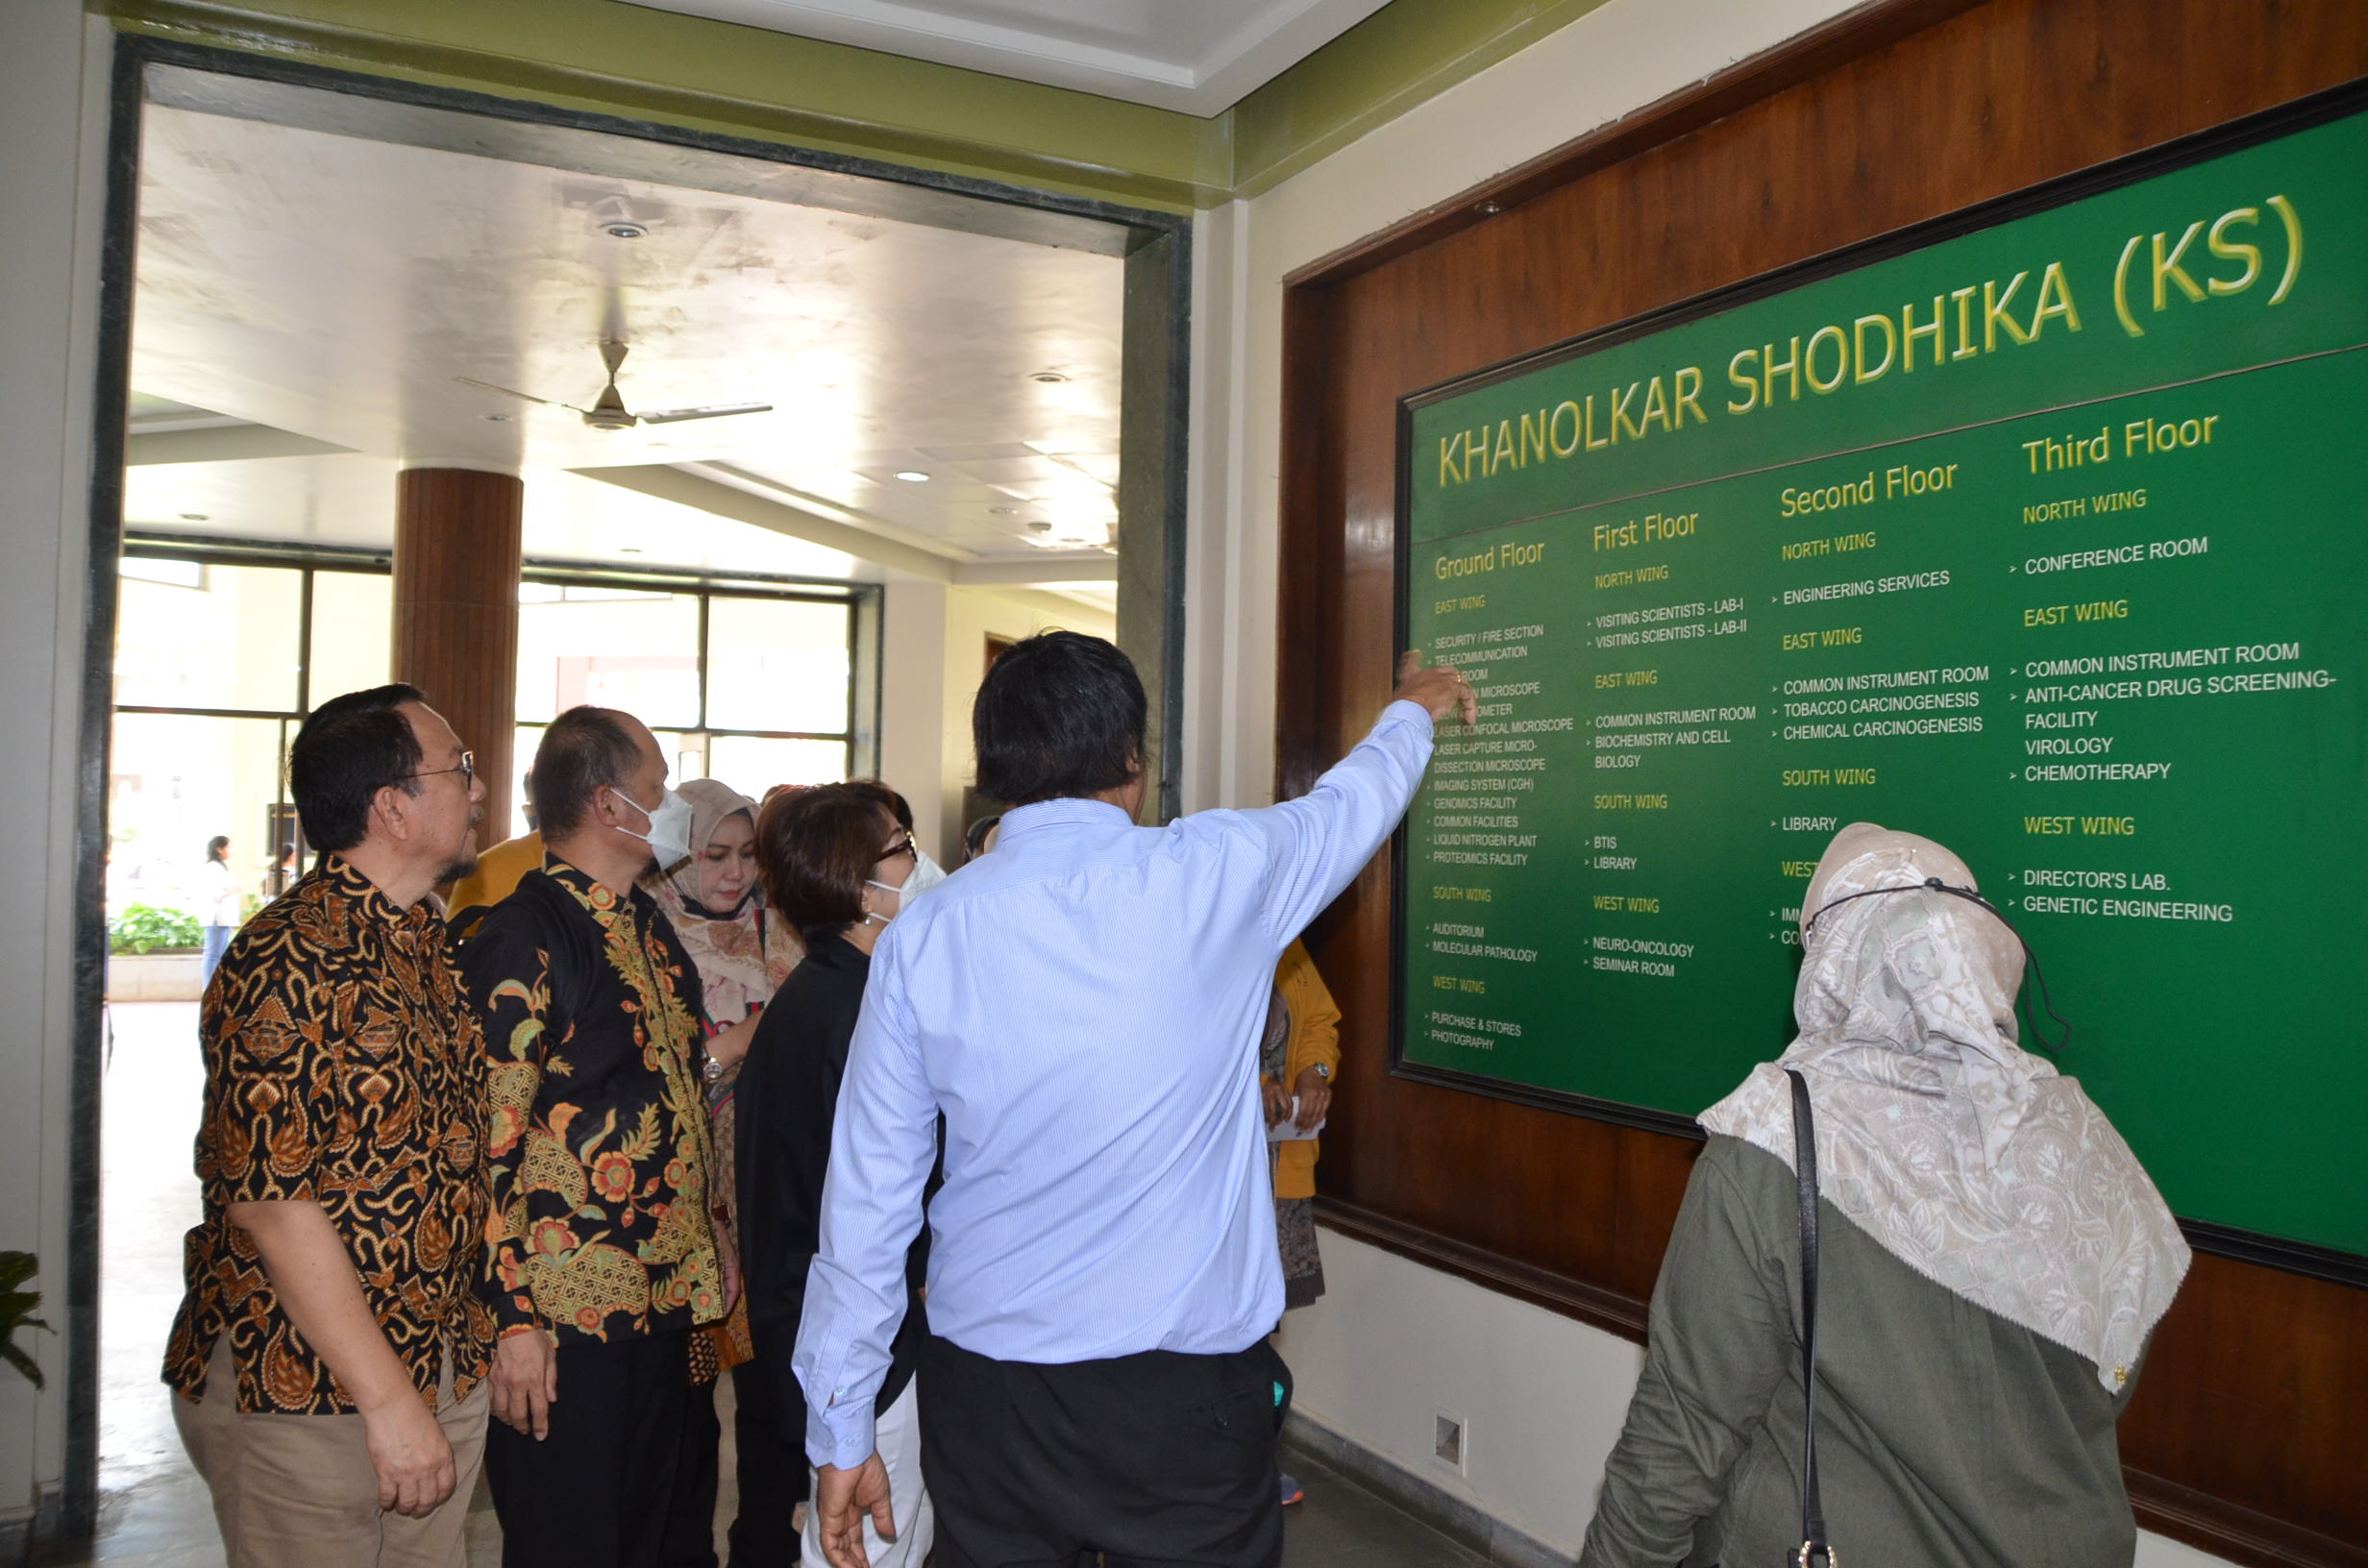 KHANOLKAR SHODHIKA (KS)
Ground Floor
EAST WING
SECURITY / FIRE SECTION
TELECOMMUNICATION
ROOM
MICROSCOPE
LASER CONFOCAL MICROSCOPE
LASER CAPTURE MICRO-
DISSECTION MICROSCOPE
IMAGING SYSTEM (CGH)
GENOMICS FACILITY
COMMON FACILITIES
LIQUID NITROGEN PLANT
PROTEOMICS FACILITY
SOUTH WING
AUDITORIUM
MOLECULAR PATHOLOGY
WEST WING
PURCHASE & STORES
PHOTOGRAPHY
First Floor
NORTH WING
VISITING SCIENTISTS - LAB-I
VISITING SCIENTISTS - LAB-II
EAST WING
COMMON INSTRUMENT ROOM
BIOCHEMISTRY AND CELL
BIOLOGY
SOUTH WING
BTIS
LIBRARY
WEST WING
NEURO-ONCOLOGY
SEMINAR ROOM
Second Floor
NORTH WING
ENGINEERING SERVICES
EAST WING
COMMON INSTRUMENT ROOM
TOBACCO CARCINOGENESIS
CHEMICAL CARCINOGENESIS
SOUTH WING
LIBRARY
WEST
Third Floor
NORTH WING
CONFERENCE ROOM
EAST WING
COMMON INSTRUMENT ROOM
ANTI-CANCER DRUG SCREENING-
FACILITY
VIROLOGY
CHEMOTHERAPY
WEST WING
DIRECTOR'S LAB.
GENETIC ENGINEERING